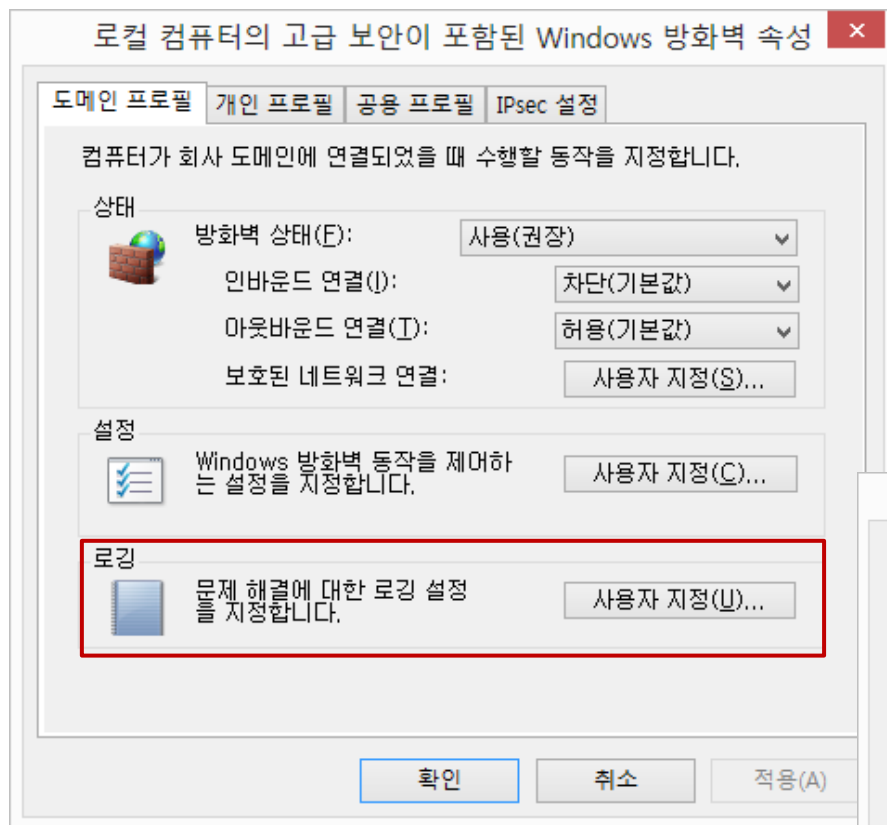 로컬 컴퓨터의 고급 보안이 포함된 Windows 방화벽 속성
도메인 프로필 개인 프로필 공용 프로필 IPsec 설정
컴퓨터가 회사 도메인에 연결되었을 때 수행할 동작을 지정합니다.
상태
방화벽 상태(F): 사용(권장)
인바운드 연결(I): 차단(기본값)
아웃바운드 연결(T): 허용(기본값)
보호된 네트워크 연결: 사용자 지정(S)...
설정
Windows 방화벽 동작을 제어하
는 설정을 지정합니다.
사용자 지정(C)...
로깅
문제 해결에 대한 로깅 설정
을 지정합니다.
사용자 지정(U)...
확인 취소 적용(A)